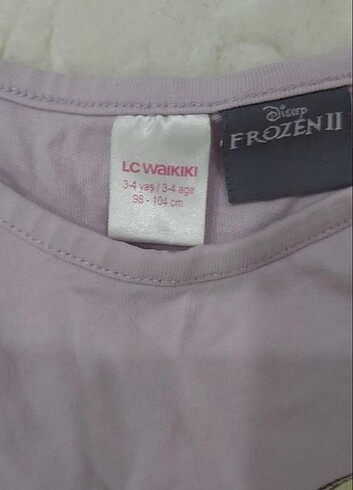 LC WAIKIKI
3-4 yaş / 3-4 age
98 - 104 cm
Disney
FROZEN II